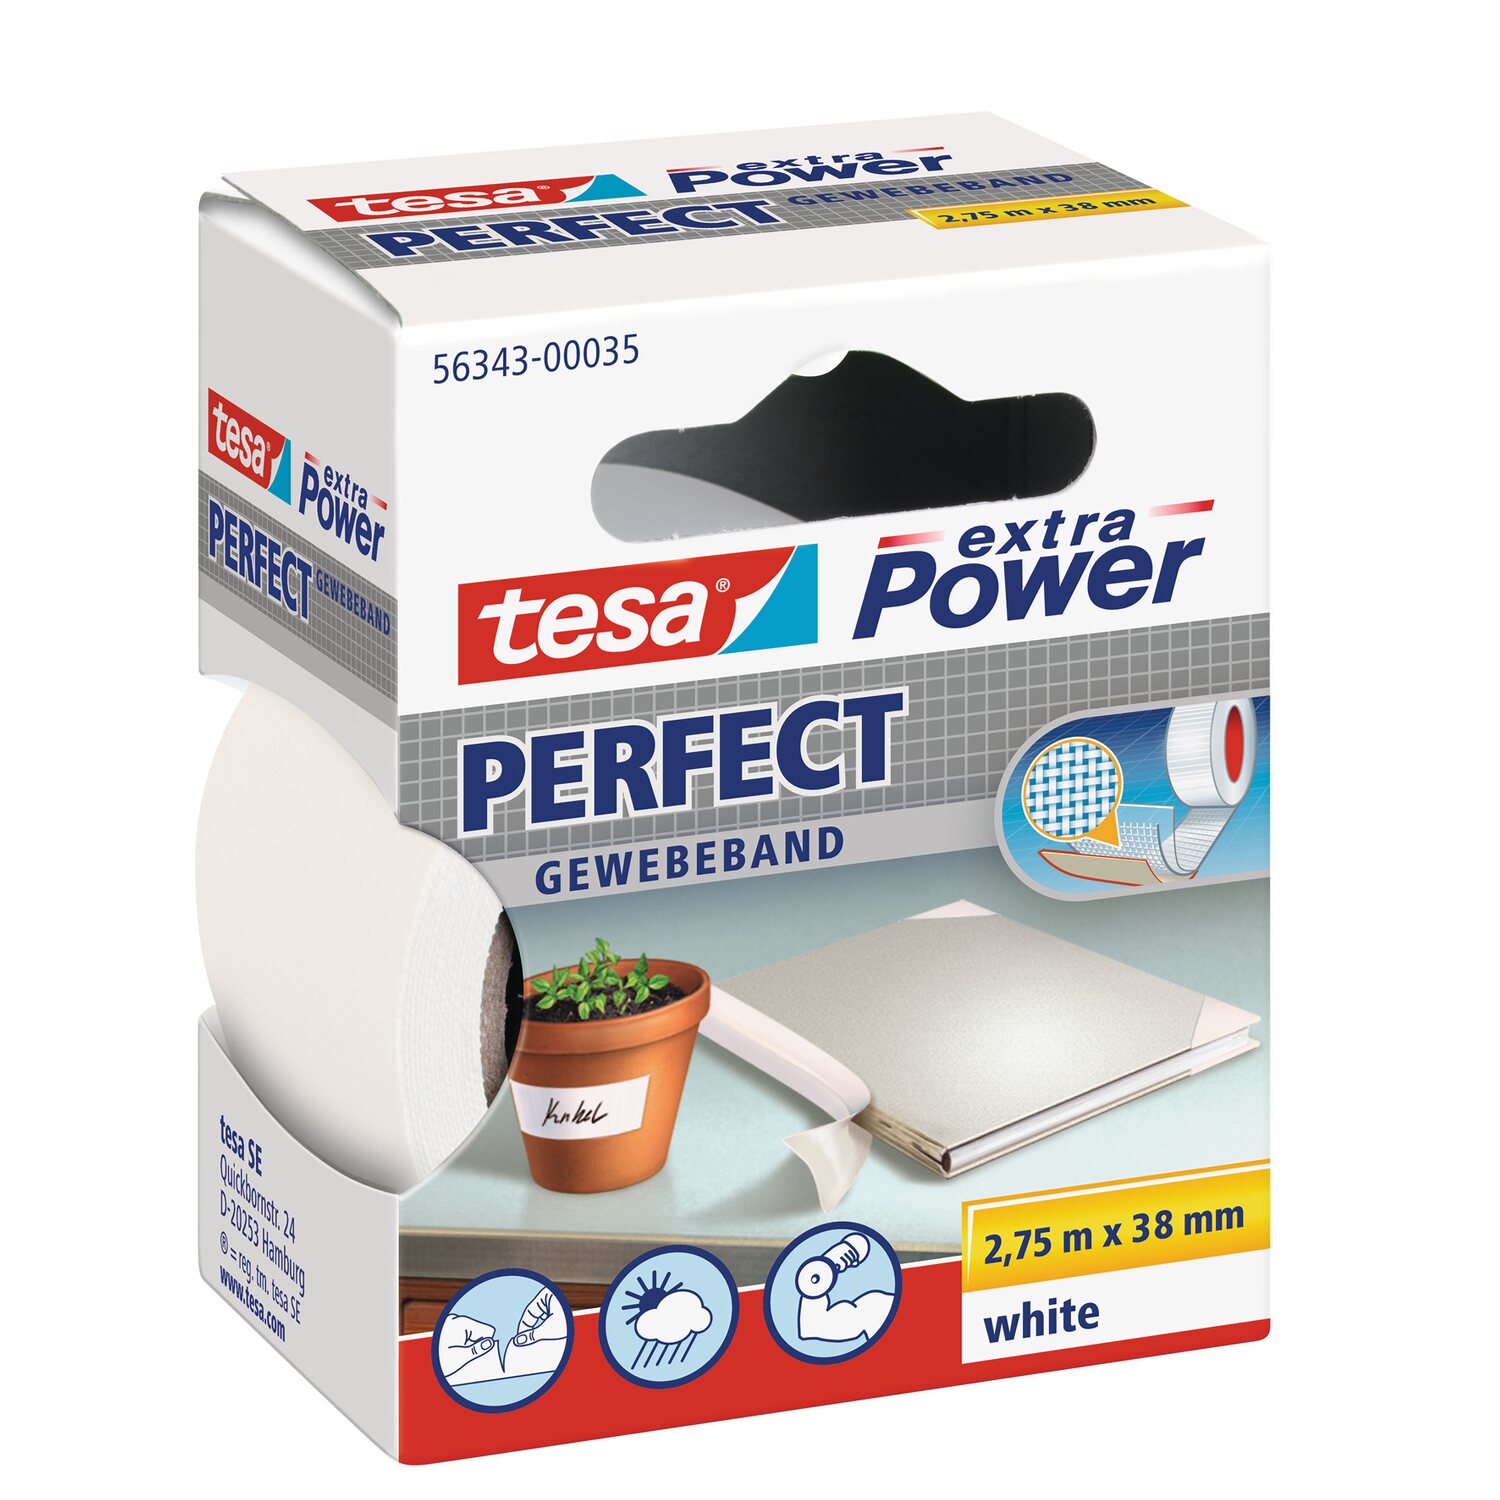 tesa®
extra
Power
PERFECT GEWEBEBAND
2,75 m x 38 mm
56343-00035
tesa®
extra
Power
PERFECT GEWEBEBAND
tesa®
extra
Power
PERFECT
GEWEBEBAND
2,75 m x 38 mm
white
tesa SE
Quickbornstr. 24
D-20253 Hamburg
® = reg. tm. tesa SE
www.tesa.com